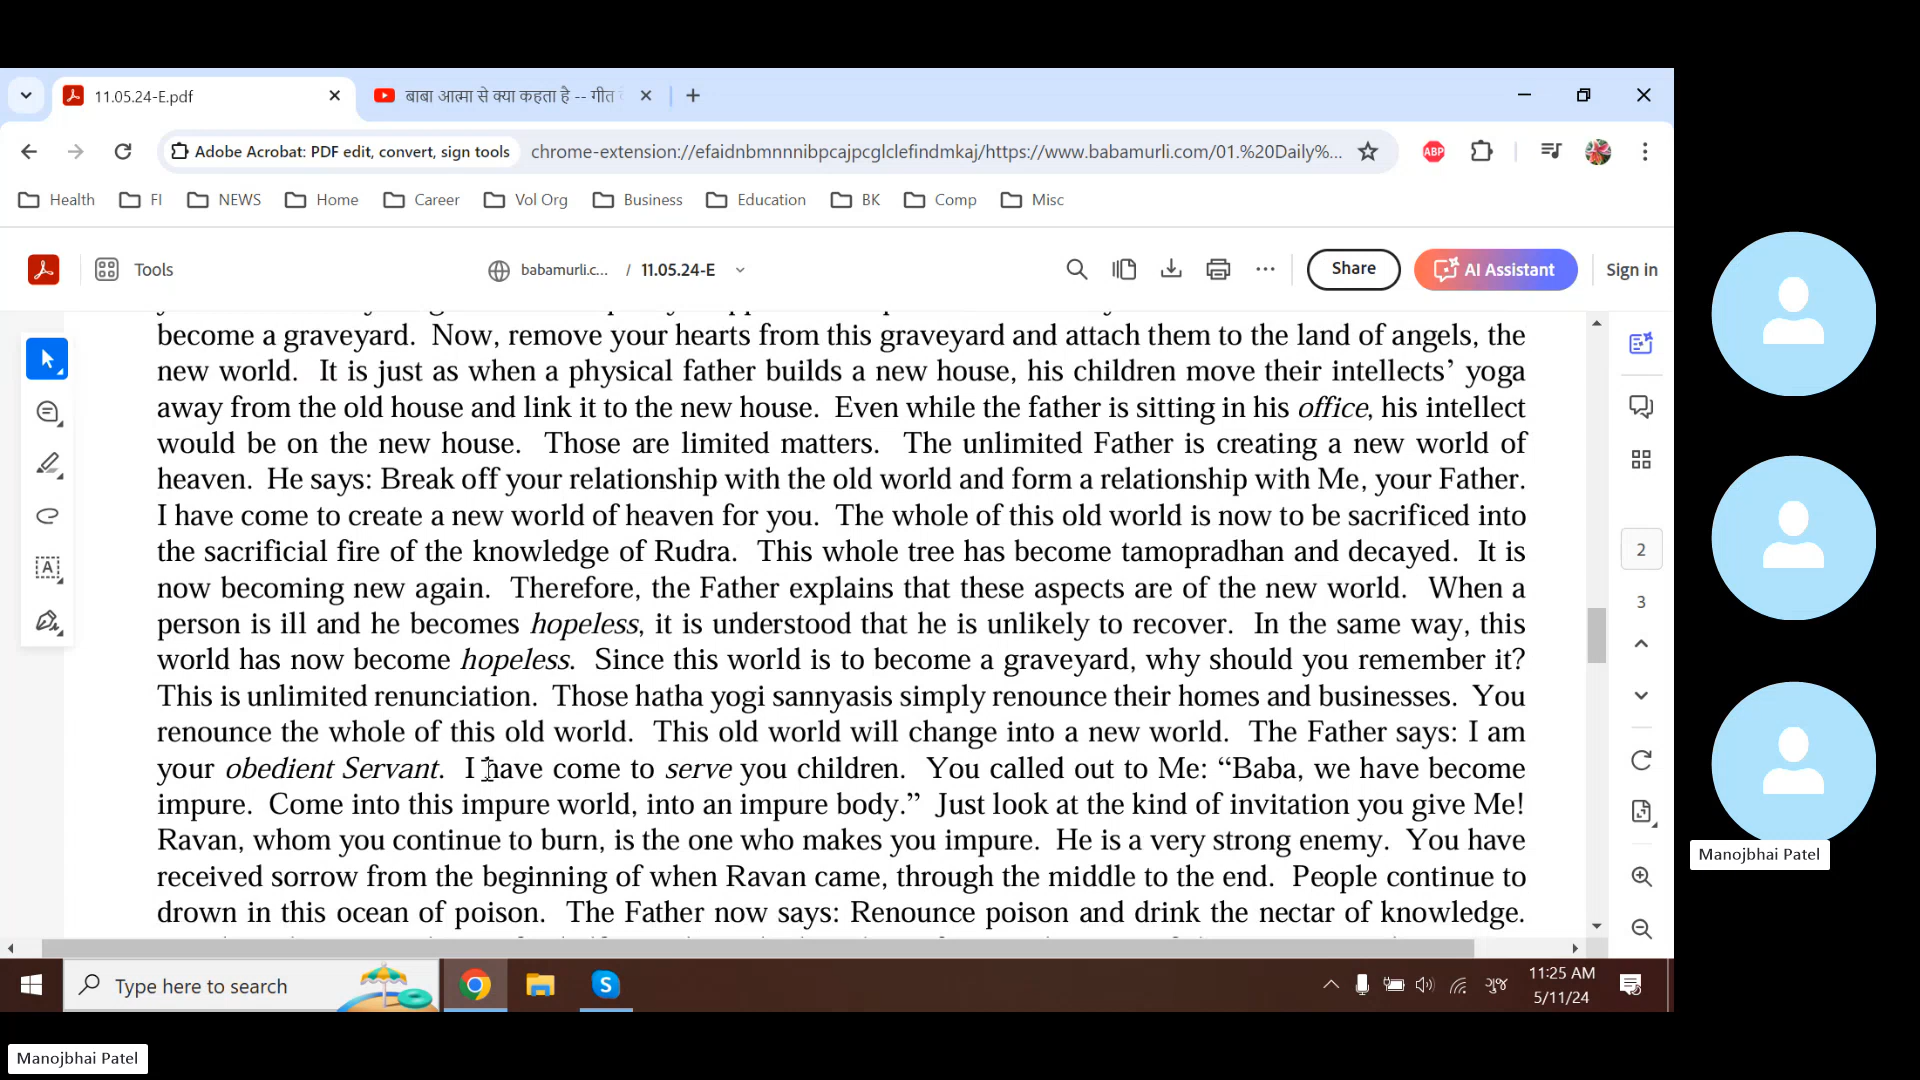 11.05.24-E.pdf
बाबा आत्मा से क्या कहता है -- गीत
Adobe Acrobat: PDF edit, convert, sign tools
chrome-extension://efaidnbmnnnibpcajpcglclefindmkaj/https://www.babamurli.com/01.%20Daily%...
ABP
Health
FI
NEWS
Home
Career
Vol Org
Business
Education
BK
Comp
Misc
Tools
babamurli.c... / 11.05.24-E
Share
AI Assistant
Sign in
become a graveyard. Now, remove your hearts from this graveyard and attach them to the land of angels, the
new world. It is just as when a physical father builds a new house, his children move their intellects’ yoga
away from the old house and link it to the new house. Even while the father is sitting in his office, his intellect
would be on the new house. Those are limited matters. The unlimited Father is creating a new world of
heaven. He says: Break off your relationship with the old world and form a relationship with Me, your Father.
I have come to create a new world of heaven for you. The whole of this old world is now to be sacrificed into
the sacrificial fire of the knowledge of Rudra. This whole tree has become tamopradhan and decayed. It is
now becoming new again. Therefore, the Father explains that these aspects are of the new world. When a
person is ill and he becomes hopeless, it is understood that he is unlikely to recover. In the same way, this
world has now become hopeless. Since this world is to become a graveyard, why should you remember it?
This is unlimited renunciation. Those hatha yogi sannyasis simply renounce their homes and businesses. You
renounce the whole of this old world. This old world will change into a new world. The Father says: I am
your obedient Servant. I have come to serve you children. You called out to Me: “Baba, we have become
impure. Come into this impure world, into an impure body.” Just look at the kind of invitation you give Me!
Ravan, whom you continue to burn, is the one who makes you impure. He is a very strong enemy. You have
received sorrow from the beginning of when Ravan came, through the middle to the end. People continue to
drown in this ocean of poison. The Father now says: Renounce poison and drink the nectar of knowledge.
2
3
Manojbhai Patel
Type here to search
ગુજ
11:25 AM
5/11/24
Manojbhai Patel